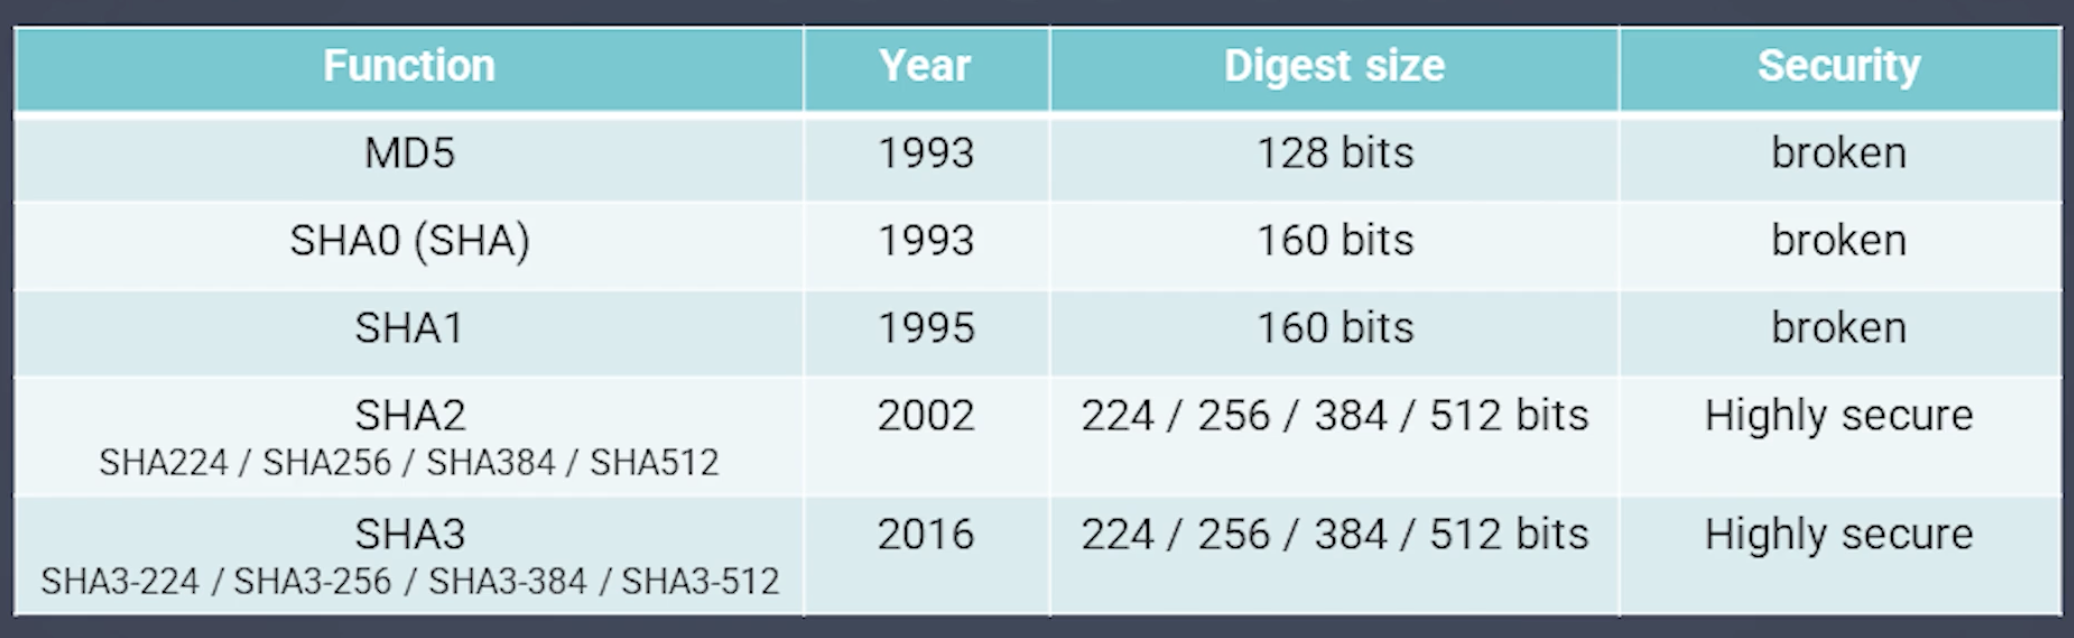 Function Year Digest size Security
MD5 1993 128 bits broken
SHA0 (SHA) 1993 160 bits broken
SHA1 1995 160 bits broken
SHA2 2002 224 / 256 / 384 / 512 bits Highly secure
SHA224 / SHA256 / SHA384 / SHA512
SHA3 2016 224 / 256 / 384 / 512 bits Highly secure
SHA3-224 / SHA3-256 / SHA3-384 / SHA3-512